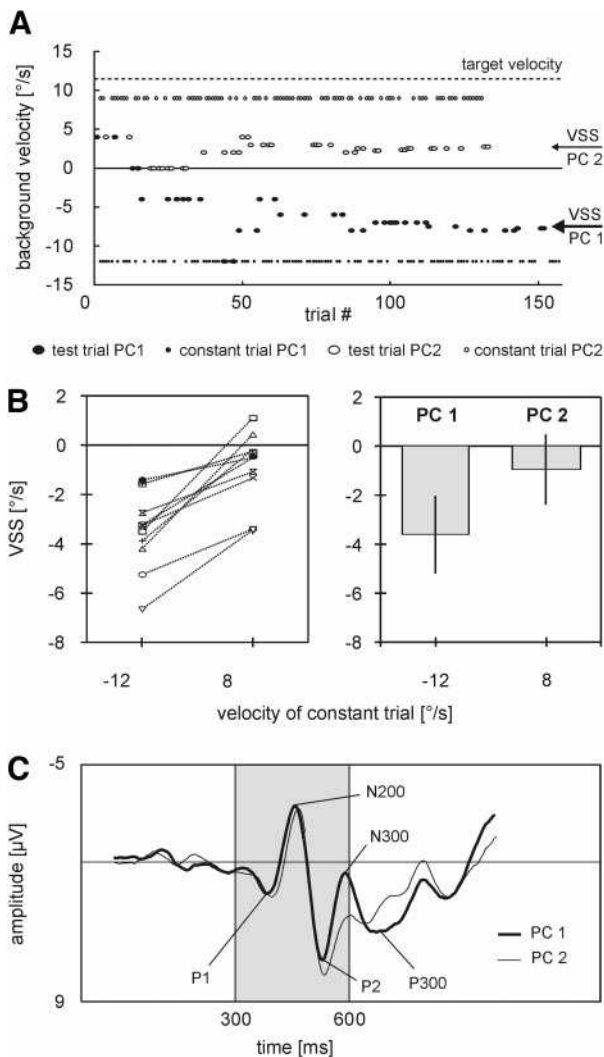 A
background velocity [°/s]
15
10
5
0
-5
-10
-15
target velocity
VSS
PC 2
VSS
PC 1
0
50
100
150
trial #
test trial PC1
constant trial PC1
test trial PC2
constant trial PC2
B
VSS [°/s]
2
0
-2
-4
-6
-8
-12
8
2
0
-2
-4
-6
-8
PC 1
PC 2
-12
8
velocity of constant trial [°/s]
C
amplitude [µV]
-5
9
N200
N300
P1
P2
P300
PC 1
PC 2
300
600
time [ms]